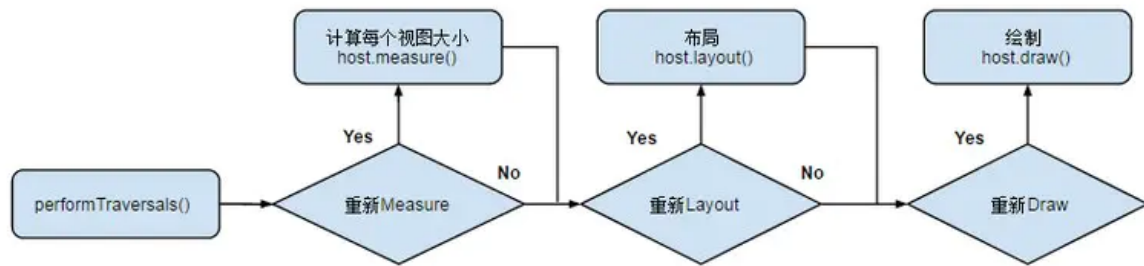 计算每个视图大小
host.measure()
布局
host.layout()
绘制
host.draw()
Yes
Yes
Yes
No
No
performTraversals()
重新Measure
重新Layout
重新Draw